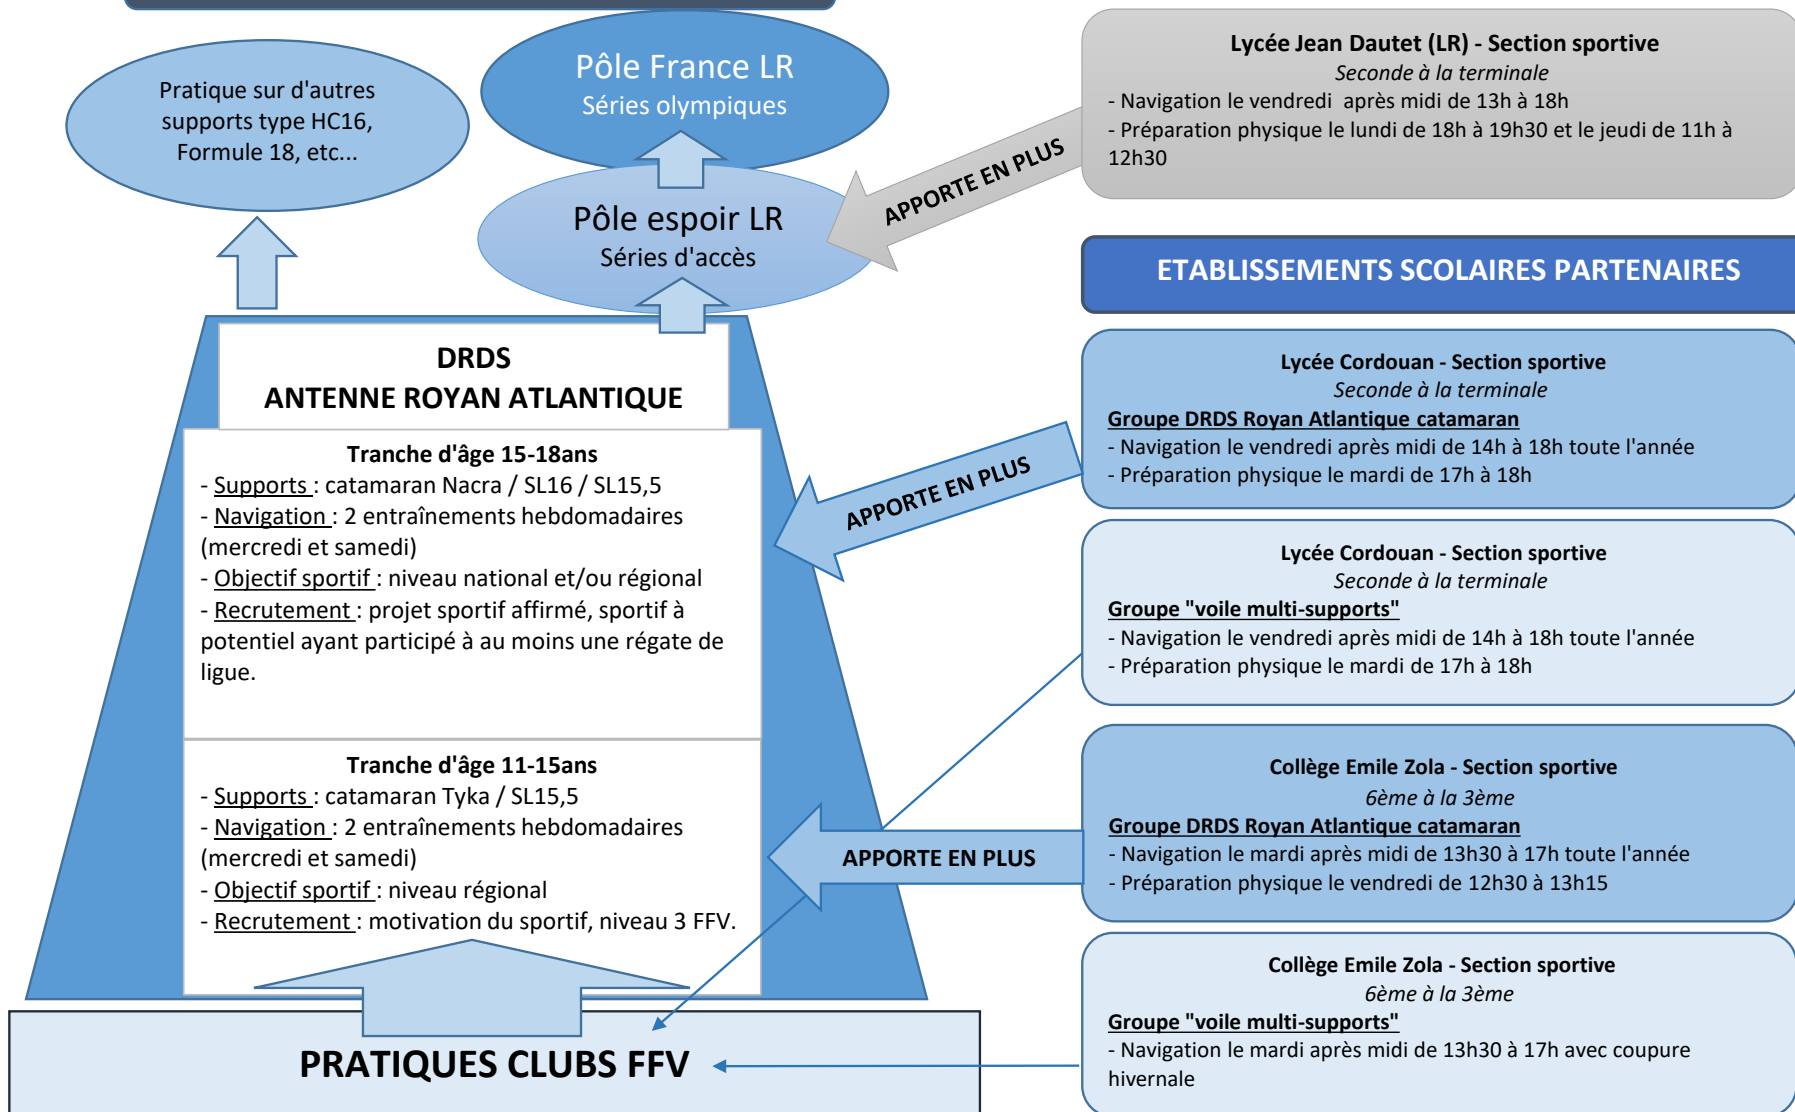 Pratique sur d'autres
supports type HC16,
Formule 18, etc...
Pôle France LR
Séries olympiques
Pôle espoir LR
Séries d'accès
Lycée Jean Dautet (LR) - Section sportive
Seconde à la terminale
- Navigation le vendredi  après midi de 13h à 18h
- Préparation physique le lundi de 18h à 19h30 et le jeudi de 11h à
12h30
APPORTE EN PLUS
ETABLISSEMENTS SCOLAIRES PARTENAIRES
DRDS
ANTENNE ROYAN ATLANTIQUE
Tranche d'âge 15-18ans
- Supports : catamaran Nacra / SL16 / SL15,5
- Navigation : 2 entraînements hebdomadaires
(mercredi et samedi)
- Objectif sportif : niveau national et/ou régional
- Recrutement : projet sportif affirmé, sportif à
potentiel ayant participé à au moins une régate de
ligue.
APPORTE EN PLUS
Lycée Cordouan - Section sportive
Seconde à la terminale
Groupe DRDS Royan Atlantique catamaran
- Navigation le vendredi après midi de 14h à 18h toute l'année
- Préparation physique le mardi de 17h à 18h
Lycée Cordouan - Section sportive
Seconde à la terminale
Groupe "voile multi-supports"
- Navigation le vendredi après midi de 14h à 18h toute l'année
- Préparation physique le mardi de 17h à 18h
Tranche d'âge 11-15ans
- Supports : catamaran Tyka / SL15,5
- Navigation : 2 entraînements hebdomadaires
(mercredi et samedi)
- Objectif sportif : niveau régional
- Recrutement : motivation du sportif, niveau 3 FFV.
APPORTE EN PLUS
Collège Emile Zola - Section sportive
6ème à la 3ème
Groupe DRDS Royan Atlantique catamaran
- Navigation le mardi après midi de 13h30 à 17h toute l'année
- Préparation physique le vendredi de 12h30 à 13h15
Collège Emile Zola - Section sportive
6ème à la 3ème
Groupe "voile multi-supports"
- Navigation le mardi après midi de 13h30 à 17h avec coupure
hivernale
PRATIQUES CLUBS FFV